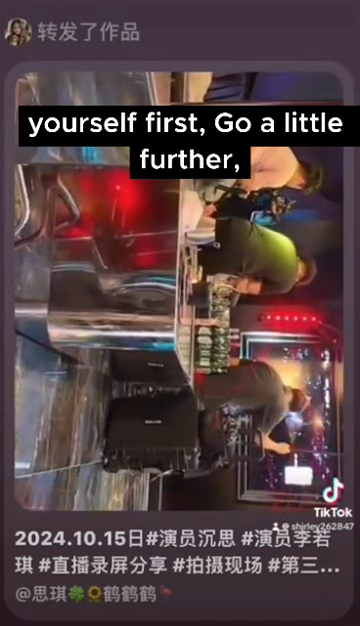 转发了作品
yourself first, Go a little
further,
TikTok
@shirley262847
2024.10.15日#演员沉思 #演员李若
琪 #直播录屏分享 #拍摄现场 #第三...
@思琪🍀🌻鹤鹤鹤🦩